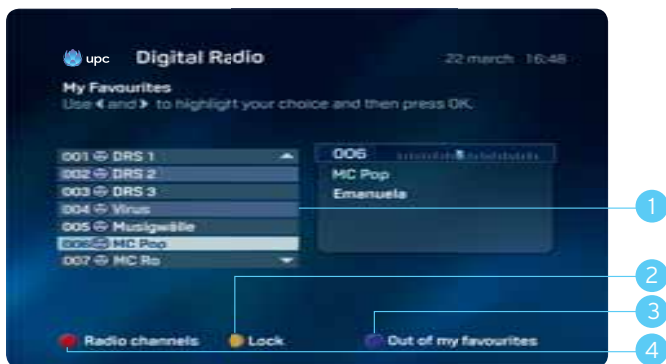 upc Digital Radio 22 march 16:48
My Favourites
Use and to highlight your choice and then press OK.
001 DRS 1
002 DRS 2
003 DRS 3
004 Virus
005 Musigwälle
006 MC Pop
007 MC Ro
006
MC Pop
Emanuela
1
2
3
4
Radio channels Lock Out of my favourites